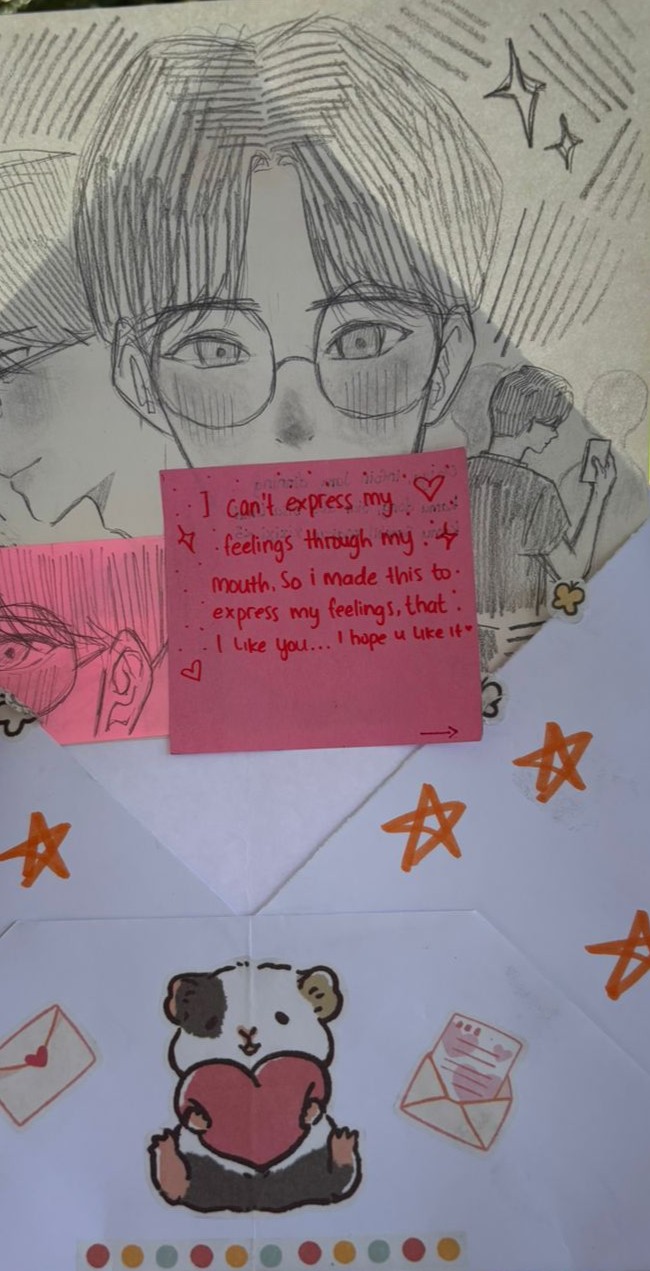 I can't express my
feelings through my
mouth. So i made this to
express my feelings, that
I like you... I hope u like it